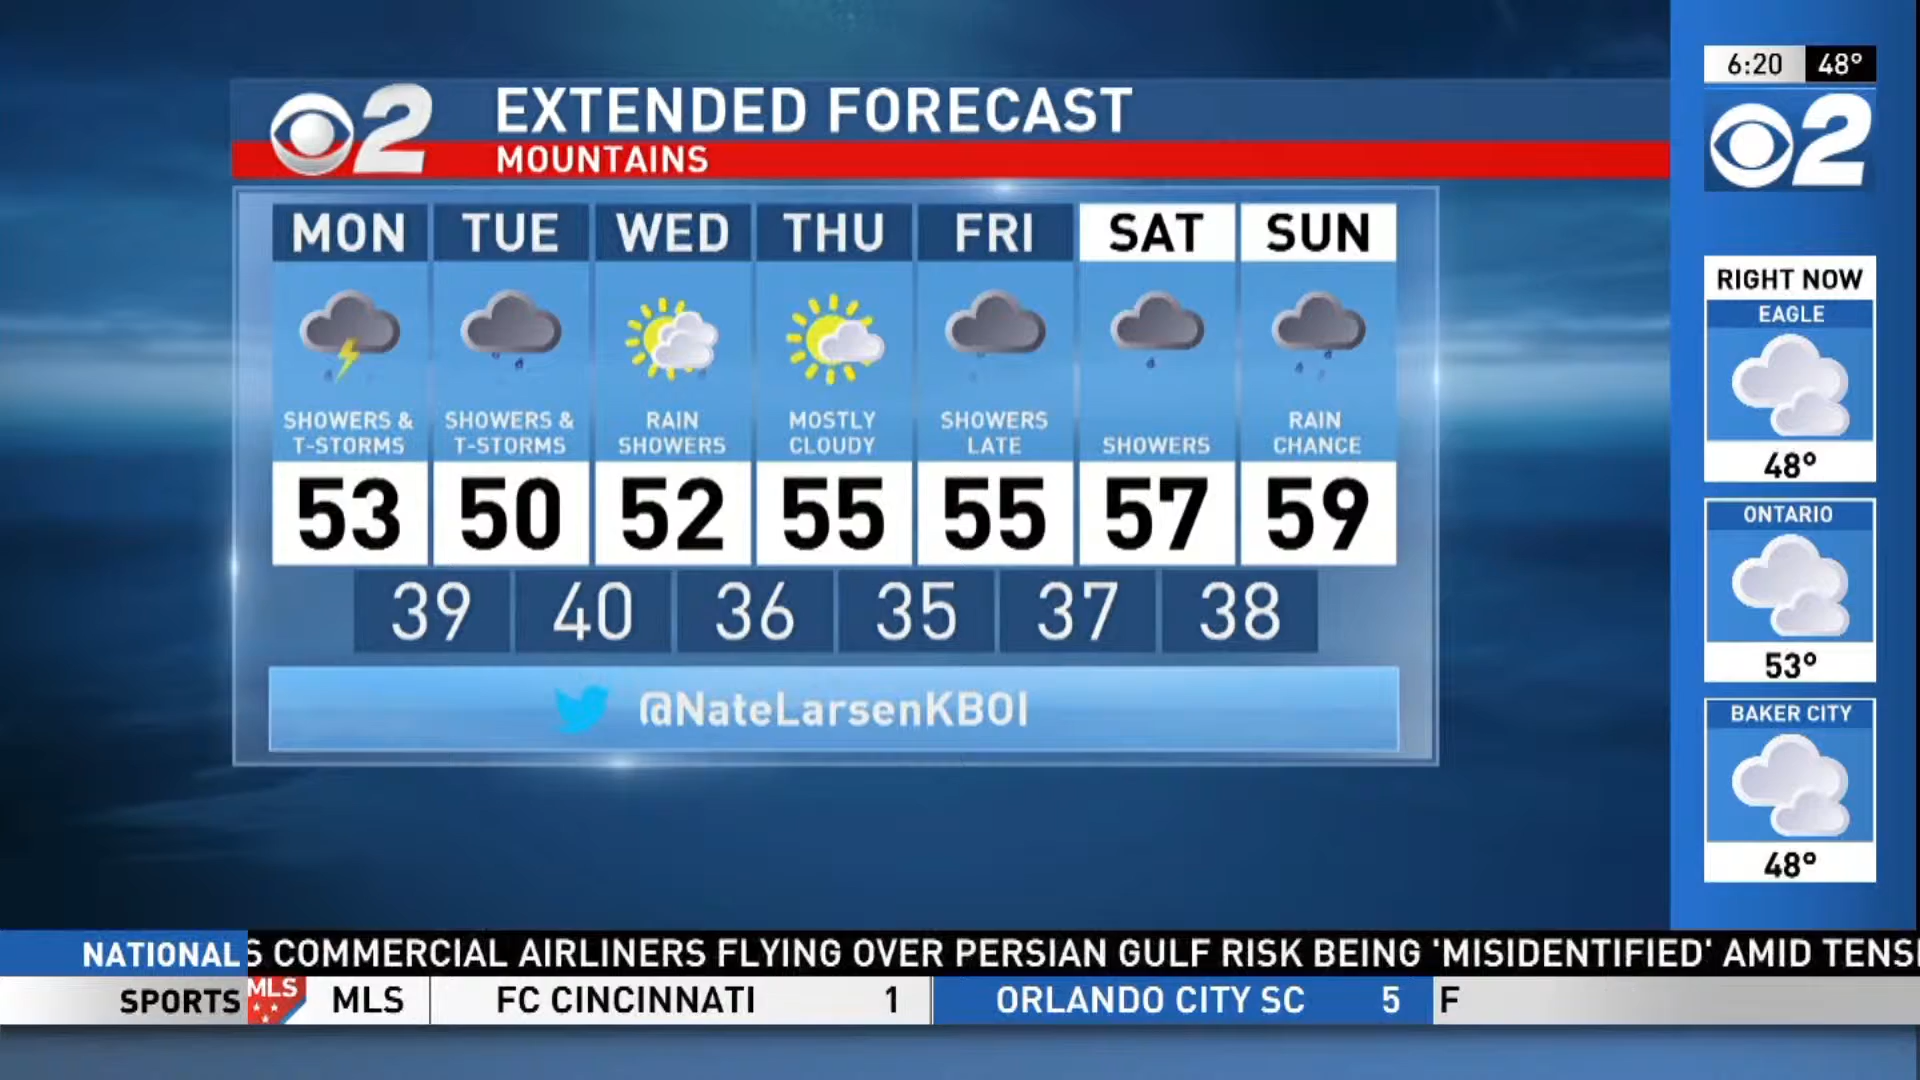 2
EXTENDED FORECAST
MOUNTAINS
MON TUE WED THU FRI SAT SUN
SHOWERS & T-STORMS
SHOWERS & T-STORMS
RAIN SHOWERS
MOSTLY CLOUDY
SHOWERS LATE
SHOWERS
RAIN CHANCE
53 50 52 55 55 57 59
39 40 36 35 37 38
@NateLarsenKBOI
6:20 48°
2
RIGHT NOW
EAGLE
48°
ONTARIO
53°
BAKER CITY
48°
NATIONAL S COMMERCIAL AIRLINERS FLYING OVER PERSIAN GULF RISK BEING 'MISIDENTIFIED' AMID TENSI
SPORTS MLS MLS FC CINCINNATI 1 ORLANDO CITY SC 5 F